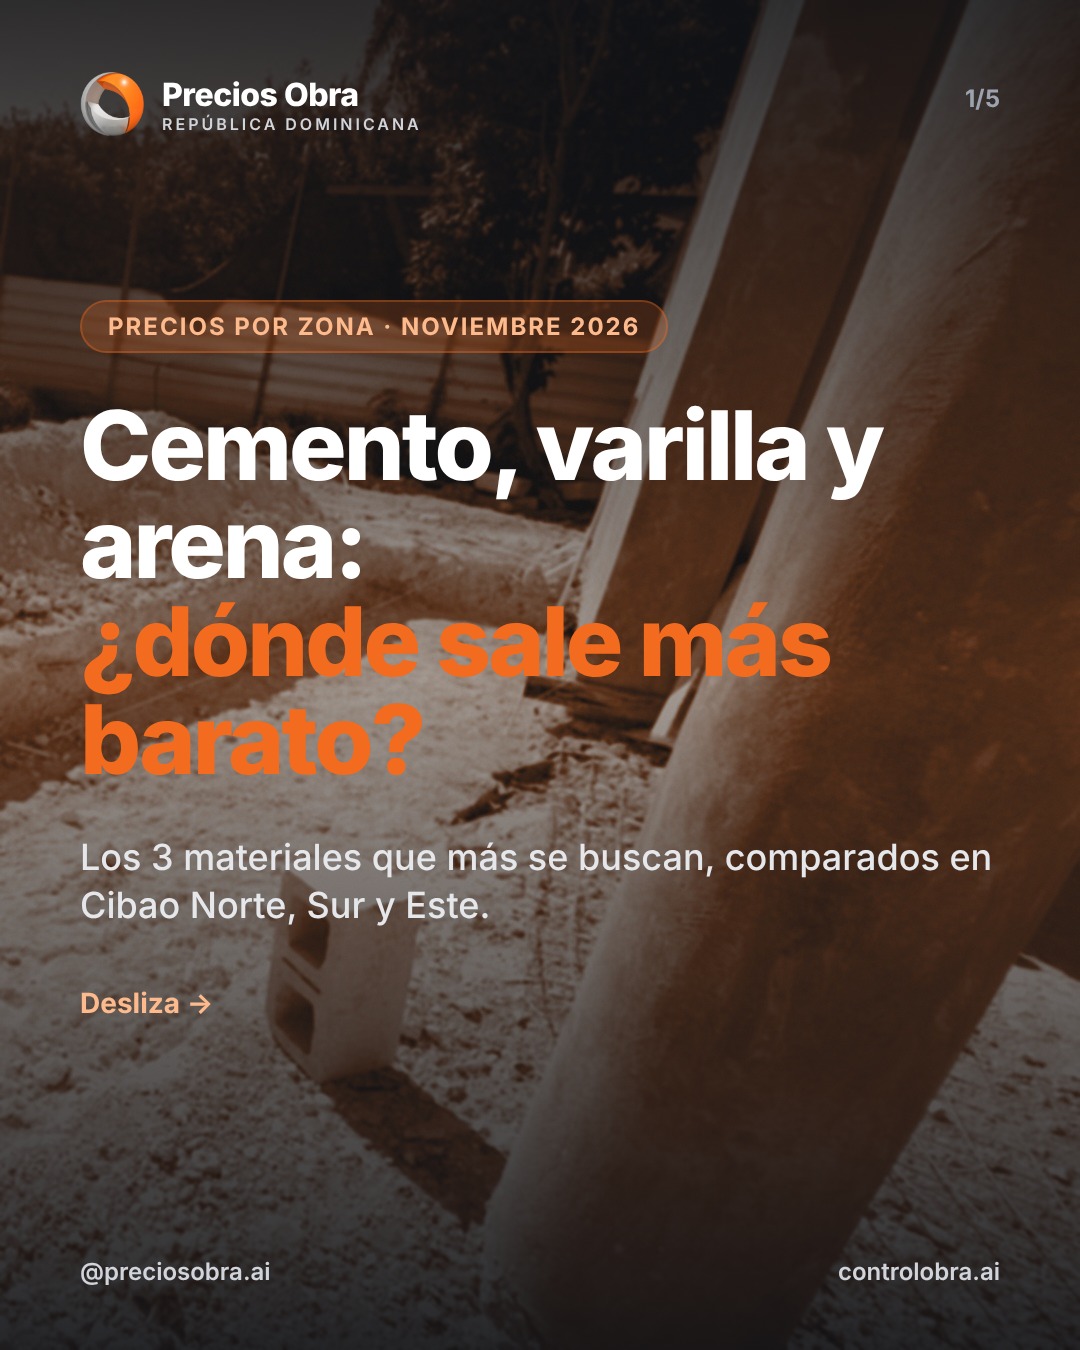 Precios Obra
REPÚBLICA DOMINICANA
1/5
PRECIOS POR ZONA · NOVIEMBRE 2026
Cemento, varilla y
arena:
¿dónde sale más
barato?
Los 3 materiales que más se buscan, comparados en
Cibao Norte, Sur y Este.
Desliza →
@preciosobra.ai
controlobra.ai